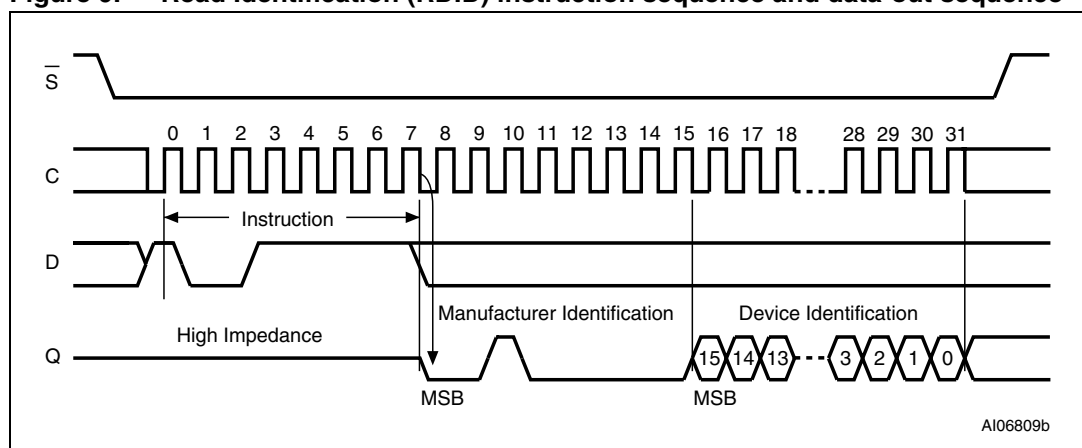 Figure 9. Read Identification (RDID) instruction sequence and data-out sequence
S
0 1 2 3 4 5 6 7 8 9 10 11 12 13 14 15 16 17 18 28 29 30 31
C
Instruction
D
Manufacturer Identification Device Identification
High Impedance
Q 15 14 13 3 2 1 0
MSB MSB
AI06809b